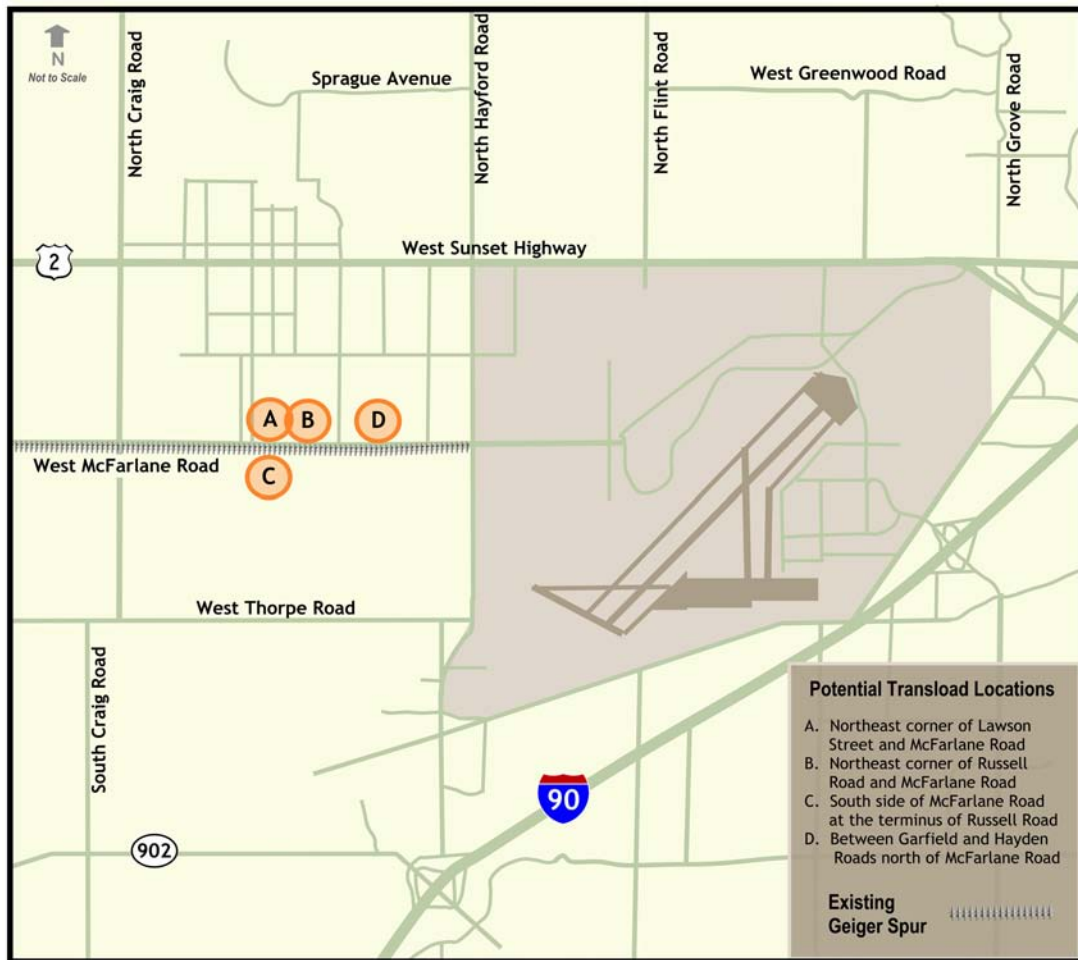 N
Not to Scale
North Craig Road
Sprague Avenue
North Hayford Road
North Flint Road
West Greenwood Road
North Grove Road
2
West Sunset Highway
A
B
D
West McFarlane Road
C
West Thorpe Road
South Craig Road
90
902
Potential Transload Locations
A. Northeast corner of Lawson
Street and McFarlane Road
B. Northeast corner of Russell
Road and McFarlane Road
C. South side of McFarlane Road
at the terminus of Russell Road
D. Between Garfield and Hayden
Roads north of McFarlane Road
Existing
Geiger Spur